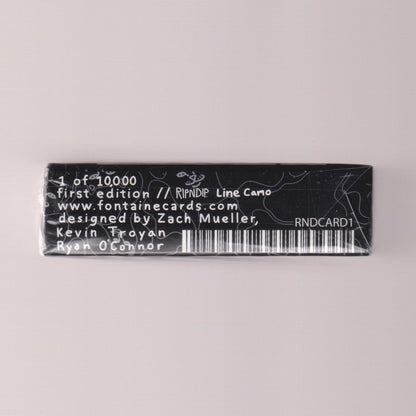 1 of 10000
first edition // RIPNDIP Line Camo
www.fontainecards.com
designed by Zach Mueller,
Kevin Troyan
Ryan O'Connor
RNDCARD1